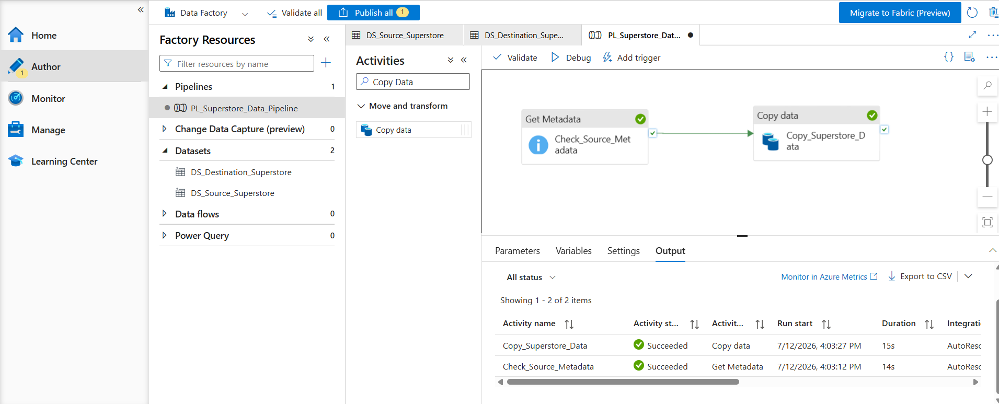 Data Factory
Validate all
Publish all 1
Migrate to Fabric (Preview)
Home
Author
1
Monitor
Manage
Learning Center
Factory Resources
Filter resources by name
Pipelines 1
PL_Superstore_Data_Pipeline
Change Data Capture (preview) 0
Datasets 2
DS_Destination_Superstore
DS_Source_Superstore
Data flows 0
Power Query 0
DS_Source_Superstore
DS_Destination_Supe...
PL_Superstore_Dat...
Activities
Copy Data
Move and transform
Copy data
Validate
Debug
Add trigger
Get Metadata
Check_Source_Met
adata
Copy data
Copy_Superstore_D
ata
Parameters Variables Settings Output
All status
Monitor in Azure Metrics
Export to CSV
Showing 1 - 2 of 2 items
Activity name Activity st... Activit... Run start Duration Integrati
Copy_Superstore_Data Succeeded Copy data 7/12/2026, 4:03:27 PM 15s AutoResc
Check_Source_Metadata Succeeded Get Metadata 7/12/2026, 4:03:12 PM 14s AutoResc